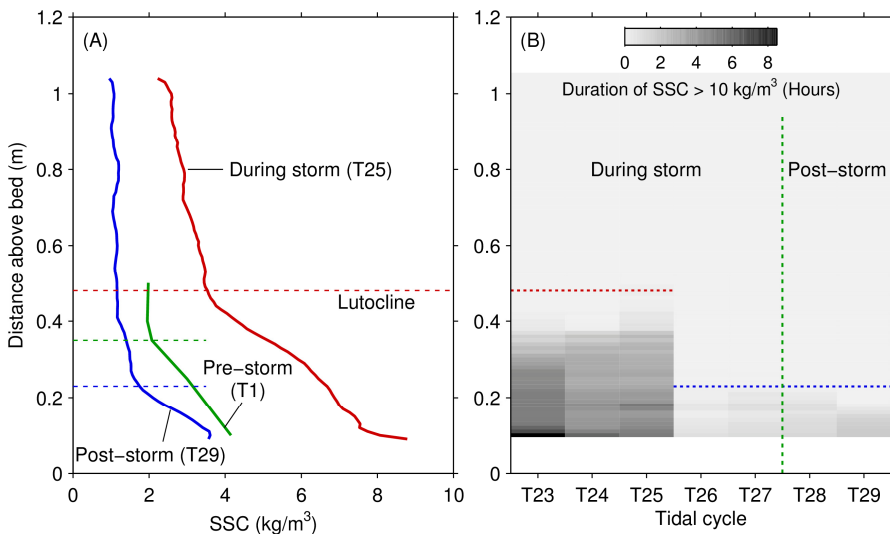 (A)
During storm (T25)
Lutocline
Pre−storm
(T1)
Post−storm (T29)
1.2
1
0.8
0.6
0.4
0.2
0
Distance above bed (m)
0 2 4 6 8 10
SSC (kg/m³)
(B)
0 2 4 6 8
Duration of SSC > 10 kg/m³ (Hours)
During storm
Post−storm
1.2
1
0.8
0.6
0.4
0.2
0
T23 T24 T25 T26 T27 T28 T29
Tidal cycle